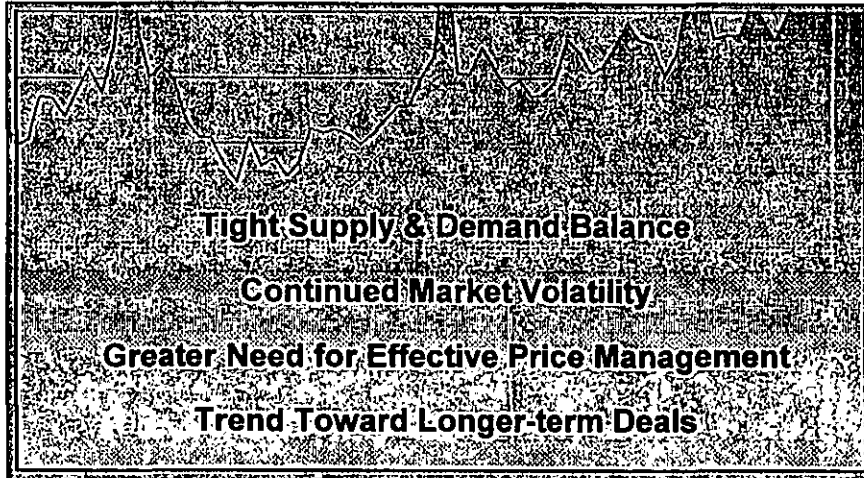 Tight Supply & Demand Balance
Continued Market Volatility
Greater Need for Effective Price Management
Trend Toward Longer-term Deals